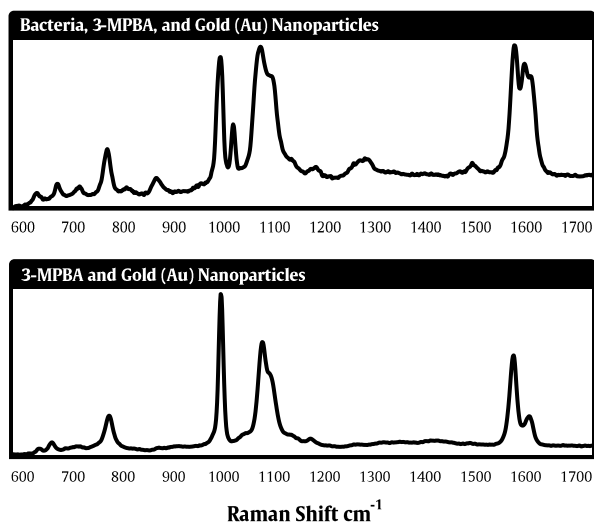 Bacteria, 3-MPBA, and Gold (Au) Nanoparticles
600 700 800 900 1000 1100 1200 1300 1400 1500 1600 1700
3-MPBA and Gold (Au) Nanoparticles
600 700 800 900 1000 1100 1200 1300 1400 1500 1600 1700
Raman Shift cm-1